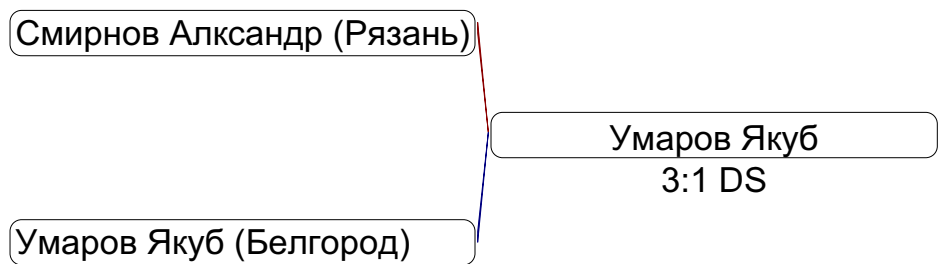 Смирнов Алксандр (Рязань)
Умаров Якуб
3:1 DS
Умаров Якуб (Белгород)